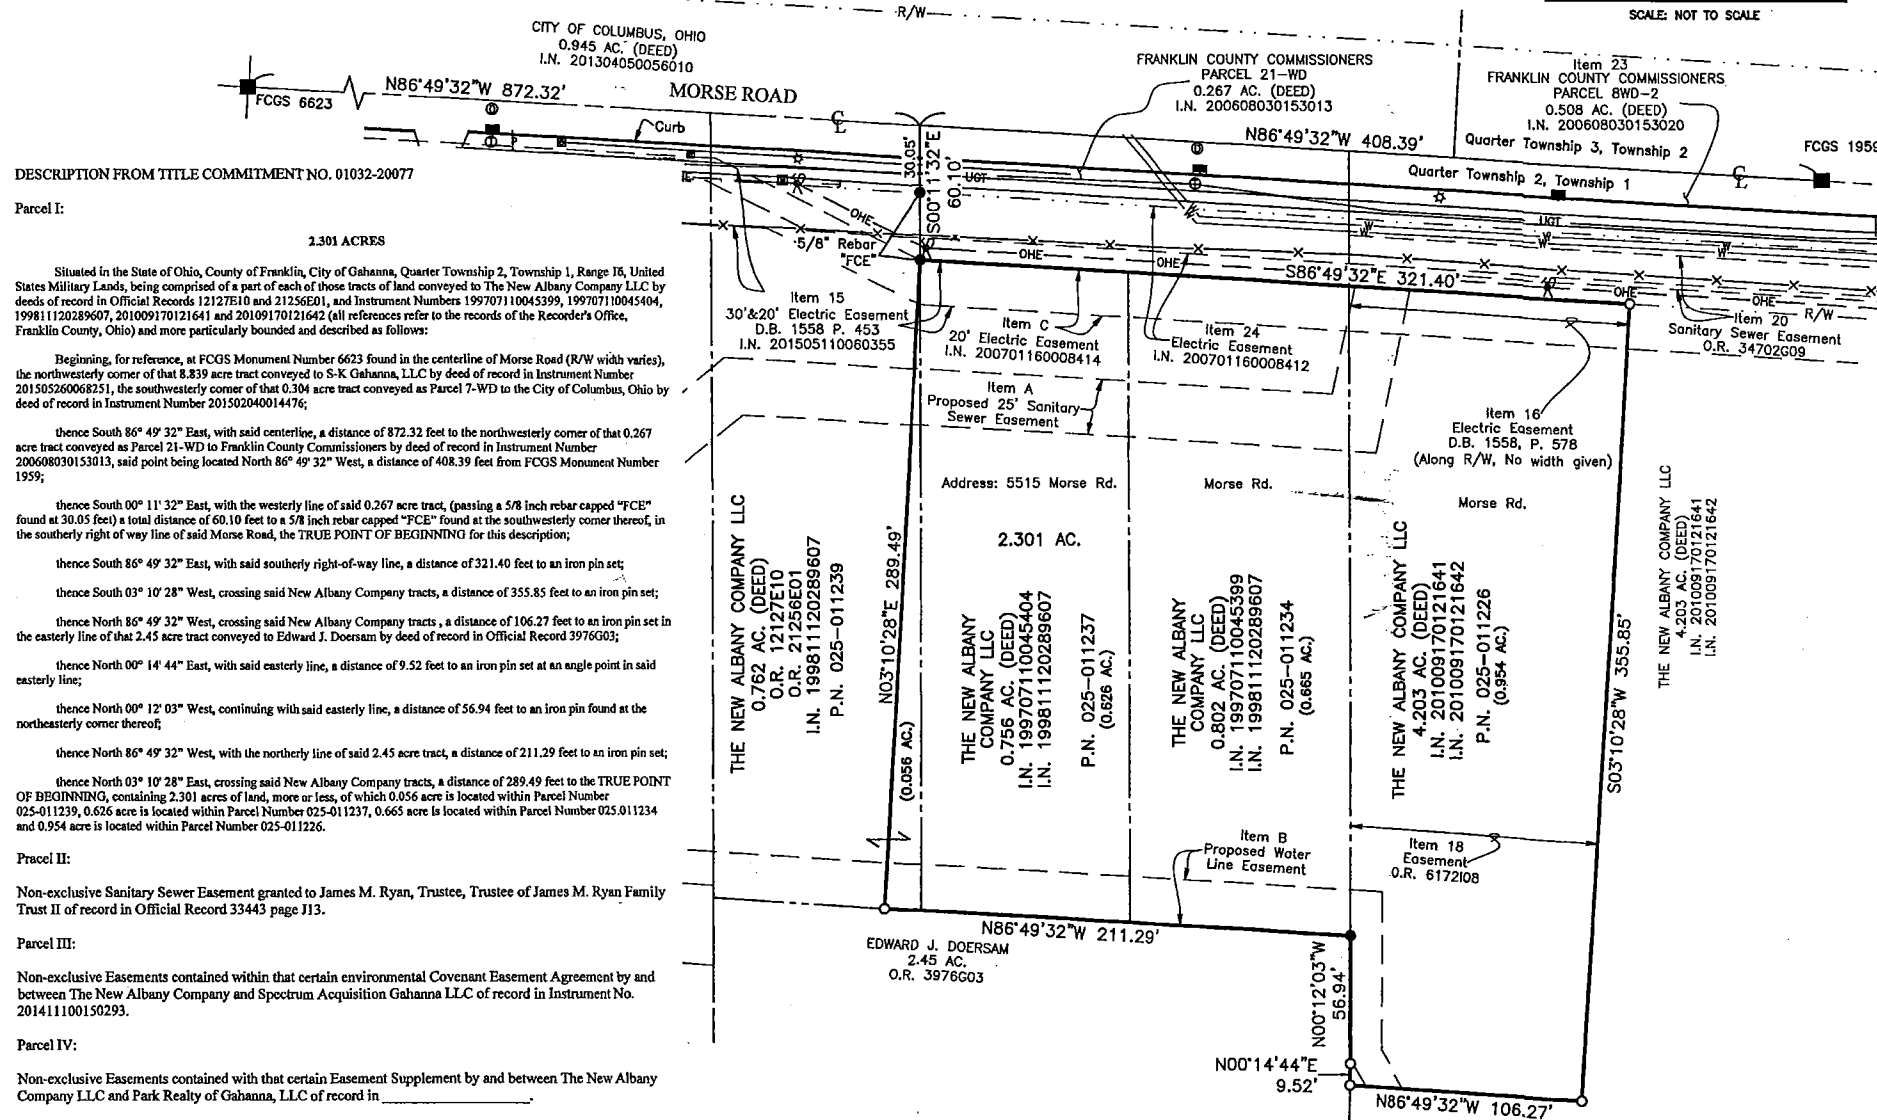 SCALE: NOT TO SCALE
R/W
CITY OF COLUMBUS, OHIO
0.945 AC. (DEED)
I.N. 201304050056010
FCGS 6623
N86°49'32"W 872.32'
MORSE ROAD
Curb
FRANKLIN COUNTY COMMISSIONERS
PARCEL 21-WD
0.267 AC. (DEED)
I.N. 200608030153013
Item 23
FRANKLIN COUNTY COMMISSIONERS
PARCEL 8WD-2
0.508 AC. (DEED)
I.N. 200608030153020
N86°49'32"W 408.39'
Quarter Township 3, Township 2
Quarter Township 2, Township 1
FCGS 1959
30.05'
S00°11'32"E
60.10'
UGT
UGT
OHE
OHE
OHE
OHE
OHE
R/W
5/8" Rebar
"FCE"
S86°49'32"E 321.40'
Item 15
30'&20' Electric Easement
D.B. 1558 P. 453
I.N. 201505110060355
Item C
20' Electric Easement
I.N. 200701160008414
Item 24
Electric Easement
I.N. 200701160008412
Item 20
Sanitary Sewer Easement
O.R. 34702G09
Item A
Proposed 25' Sanitary
Sewer Easement
Item 16
Electric Easement
D.B. 1558, P. 578
(Along R/W, No width given)
Address: 5515 Morse Rd.
Morse Rd.
Morse Rd.
2.301 AC.
THE NEW ALBANY COMPANY LLC
0.762 AC. (DEED)
O.R. 12127E10
O.R. 21256E01
I.N. 199811120289607
P.N. 025-011239
N03°10'28"E 289.49'
(0.056 AC.)
THE NEW ALBANY
COMPANY LLC
0.756 AC. (DEED)
I.N. 199707110045404
I.N. 199811120289607
P.N. 025-011237
(0.626 AC.)
THE NEW ALBANY
COMPANY LLC
0.802 AC. (DEED)
I.N. 199707110045399
I.N. 199811120289607
P.N. 025-011234
(0.665 AC.)
THE NEW ALBANY COMPANY LLC
4.203 AC. (DEED)
I.N. 201009170121641
I.N. 201009170121642
P.N. 025-011226
(0.954 AC.)
S03°10'28"W 355.85'
THE NEW ALBANY COMPANY LLC
4.203 AC. (DEED)
I.N. 201009170121641
I.N. 201009170121642
Item B
Proposed Water
Line Easement
Item 18
Easement
O.R. 6172I08
N86°49'32"W 211.29'
EDWARD J. DOERSAM
2.45 AC.
O.R. 3976G03
N00°12'03"W
56.94'
N00°14'44"E
9.52'
N86°49'32"W 106.27'
DESCRIPTION FROM TITLE COMMITMENT NO. 01032-20077
Parcel I:
2.301 ACRES
Situated in the State of Ohio, County of Franklin, City of Gahanna, Quarter Township 2, Township 1, Range 16, United
States Military Lands, being comprised of a part of each of those tracts of land conveyed to The New Albany Company LLC by
deeds of record in Official Records 12127E10 and 21256E01, and Instrument Numbers 199707110045399, 199707110045404,
199811120289607, 201009170121641 and 20109170121642 (all references refer to the records of the Recorder's Office,
Franklin County, Ohio) and more particularly bounded and described as follows:
Beginning, for reference, at FCGS Monument Number 6623 found in the centerline of Morse Road (R/W width varies),
the northwesterly corner of that 8.839 acre tract conveyed to S-K Gahanna, LLC by deed of record in Instrument Number
201505260068251, the southwesterly corner of that 0.304 acre tract conveyed as Parcel 7-WD to the City of Columbus, Ohio by
deed of record in Instrument Number 201502040014476;
thence South 86° 49' 32" East, with said centerline, a distance of 872.32 feet to the northwesterly corner of that 0.267
acre tract conveyed as Parcel 21-WD to Franklin County Commissioners by deed of record in Instrument Number
200608030153013, said point being located North 86° 49' 32" West, a distance of 408.39 feet from FCGS Monument Number
1959;
thence South 00° 11' 32" East, with the westerly line of said 0.267 acre tract, (passing a 5/8 inch rebar capped "FCE"
found at 30.05 feet) a total distance of 60.10 feet to a 5/8 inch rebar capped "FCE" found at the southwesterly corner thereof, in
the southerly right of way line of said Morse Road, the TRUE POINT OF BEGINNING for this description;
thence South 86° 49' 32" East, with said southerly right-of-way line, a distance of 321.40 feet to an iron pin set;
thence South 03° 10' 28" West, crossing said New Albany Company tracts, a distance of 355.85 feet to an iron pin set;
thence North 86° 49' 32" West, crossing said New Albany Company tracts , a distance of 106.27 feet to an iron pin set in
the easterly line of that 2.45 acre tract conveyed to Edward J. Doersam by deed of record in Official Record 3976G03;
thence North 00° 14' 44" East, with said easterly line, a distance of 9.52 feet to an iron pin set at an angle point in said
easterly line;
thence North 00° 12' 03" West, continuing with said easterly line, a distance of 56.94 feet to an iron pin found at the
northeasterly corner thereof;
thence North 86° 49' 32" West, with the northerly line of said 2.45 acre tract, a distance of 211.29 feet to an iron pin set;
thence North 03° 10' 28" East, crossing said New Albany Company tracts, a distance of 289.49 feet to the TRUE POINT
OF BEGINNING, containing 2.301 acres of land, more or less, of which 0.056 acre is located within Parcel Number
025-011239, 0.626 acre is located within Parcel Number 025-011237, 0.665 acre is located within Parcel Number 025.011234
and 0.954 acre is located within Parcel Number 025-011226.
Pracel II:
Non-exclusive Sanitary Sewer Easement granted to James M. Ryan, Trustee, Trustee of James M. Ryan Family
Trust II of record in Official Record 33443 page J13.
Parcel III:
Non-exclusive Easements contained within that certain environmental Covenant Easement Agreement by and
between The New Albany Company and Spectrum Acquisition Gahanna LLC of record in Instrument No.
201411100150293.
Parcel IV:
Non-exclusive Easements contained with that certain Easement Supplement by and between The New Albany
Company LLC and Park Realty of Gahanna, LLC of record in ____________________.